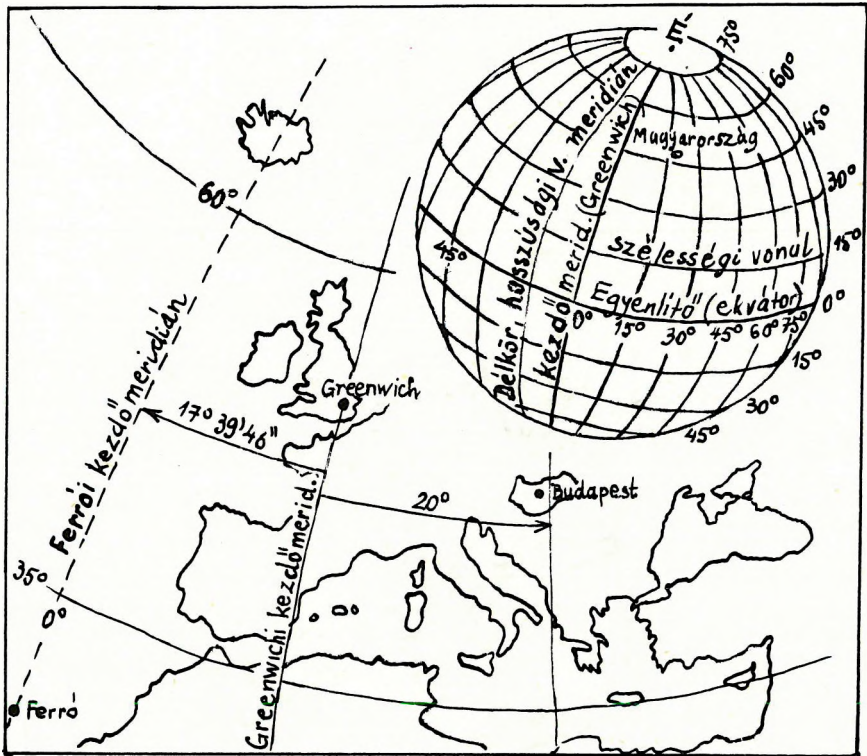 É
75°
60°
45°
30°
15°
0°
Magyarország
szélességi vonul
Egyenlítő (ekvátor)
0° 15° 30° 45° 60° 75°
15°
30°
45°
45°
Délkör, hosszúsági v. meridián
kezdő merid. (Greenwich)
60°
Ferrói kezdőmeridián
Greenwich
17° 39' 46"
Greenwichi kezdőmerid.
20°
Budapest
35°
0°
Ferró